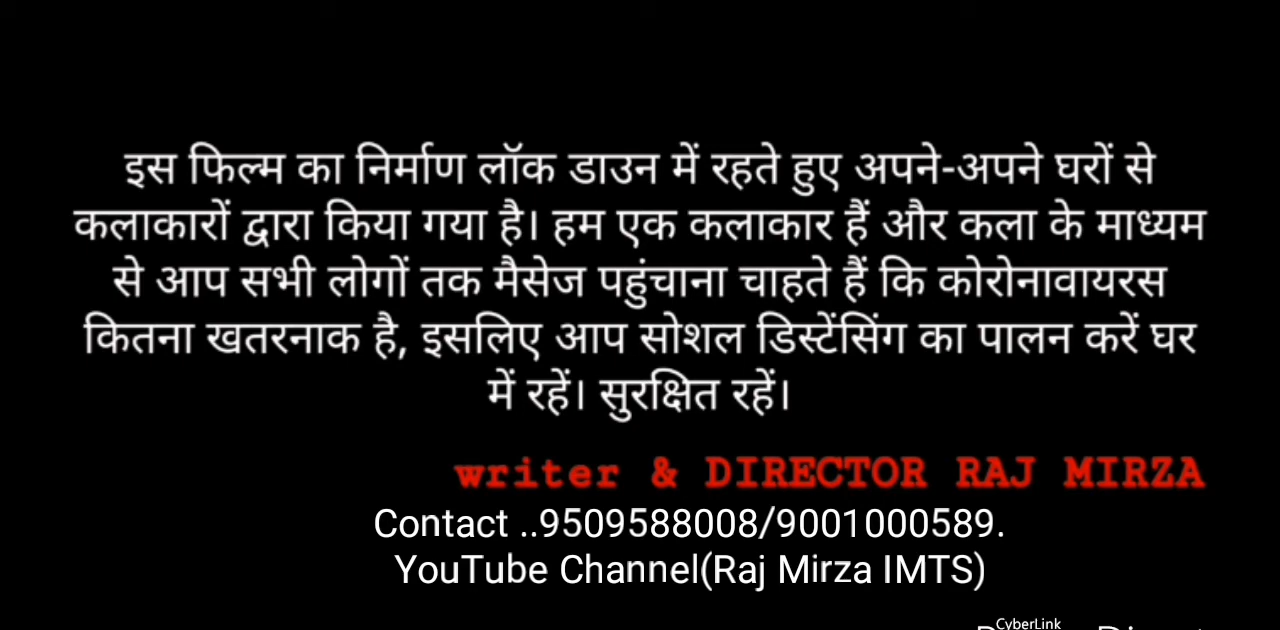 इस फिल्म का निर्माण लॉक डाउन में रहते हुए अपने-अपने घरों से
कलाकारों द्वारा किया गया है। हम एक कलाकार हैं और कला के माध्यम
से आप सभी लोगों तक मैसेज पहुंचाना चाहते हैं कि कोरोनावायरस
कितना खतरनाक है, इसलिए आप सोशल डिस्टेंसिंग का पालन करें घर
में रहें। सुरक्षित रहें।
writer & DIRECTOR RAJ MIRZA
Contact ..9509588008/9001000589.
YouTube Channel(Raj Mirza IMTS)
CyberLink